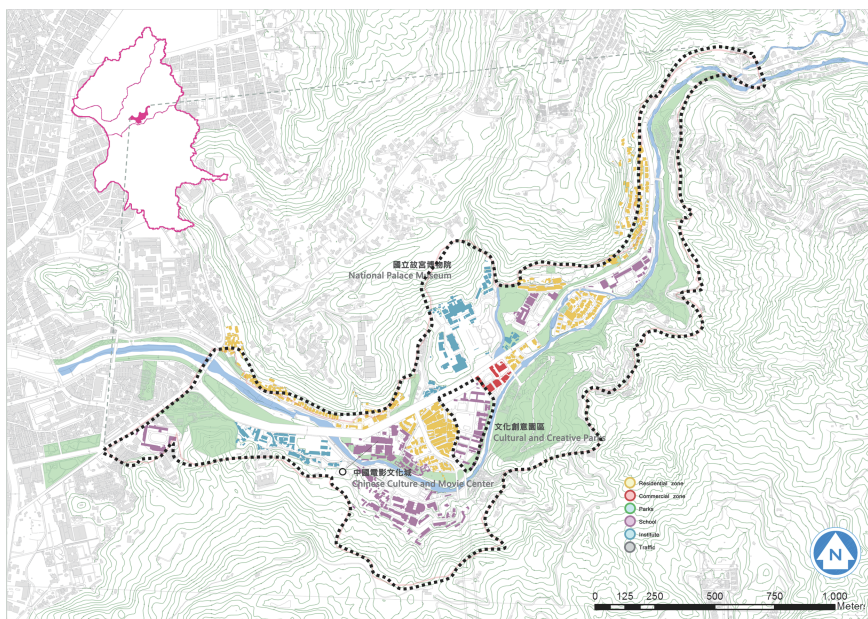 國立故宮博物院
National Palace Museum
文化創意園區
Cultural and Creative Parks
中國電影文化城
Chinese Culture and Movie Center
Residential zone
Commercial zone
Parks
School
Institute
Traffic
N
0 125 250 500 750 1,000
Meters